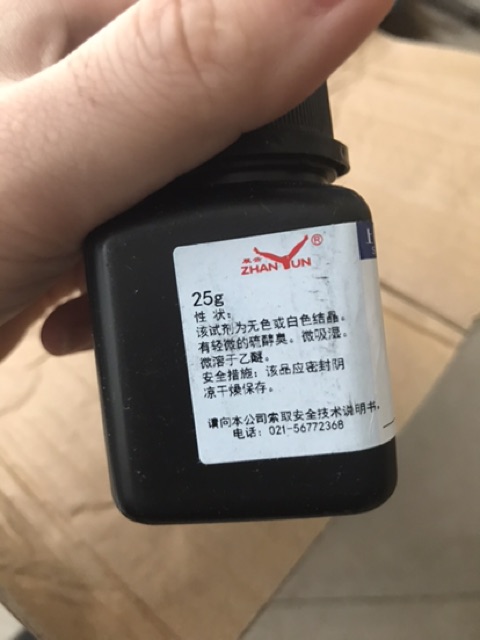 展云
ZHANYUN®
25g
性 状：
该试剂为无色或白色结晶。
有轻微的硫醇臭。微吸湿。
微溶于乙醚。
安全措施：该品应密封阴
凉干燥保存。
请向本公司索取安全技术说明书。
电话：021-56772368